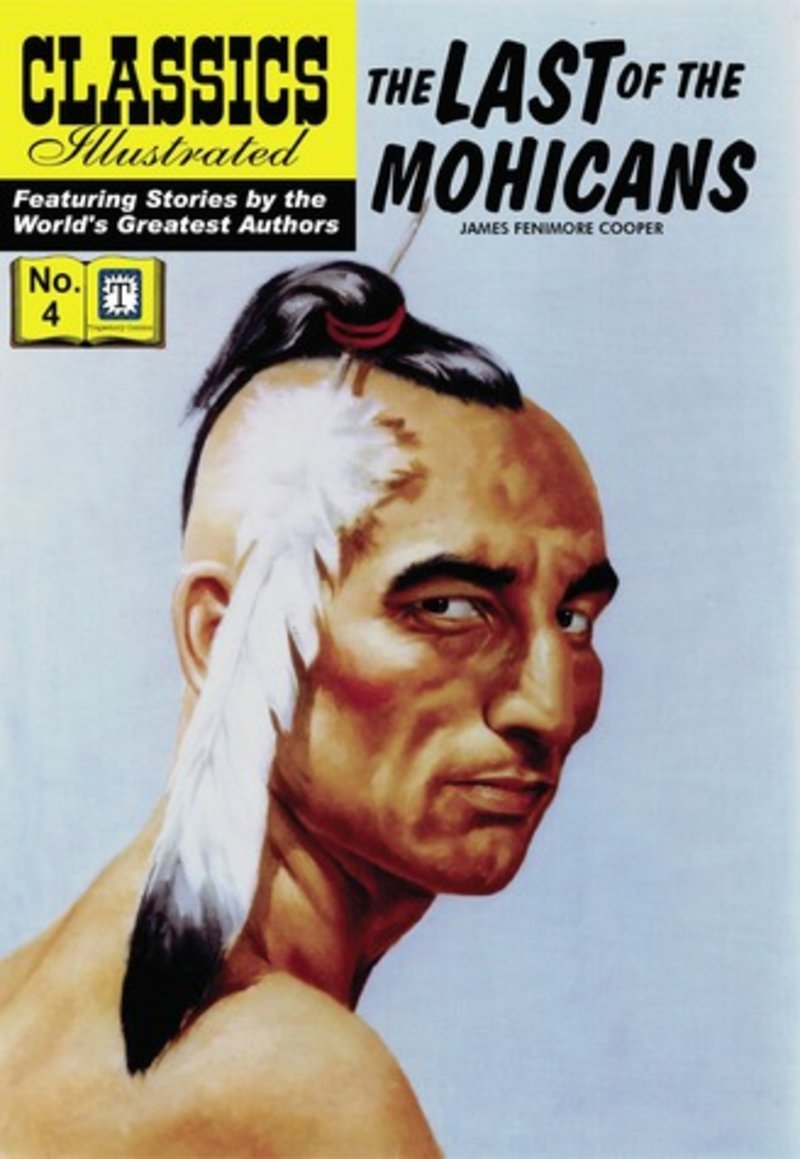 CLASSICS
Illustrated
Featuring Stories by the
World's Greatest Authors
No.
4
T
THE LAST OF THE
MOHICANS
JAMES FENIMORE COOPER